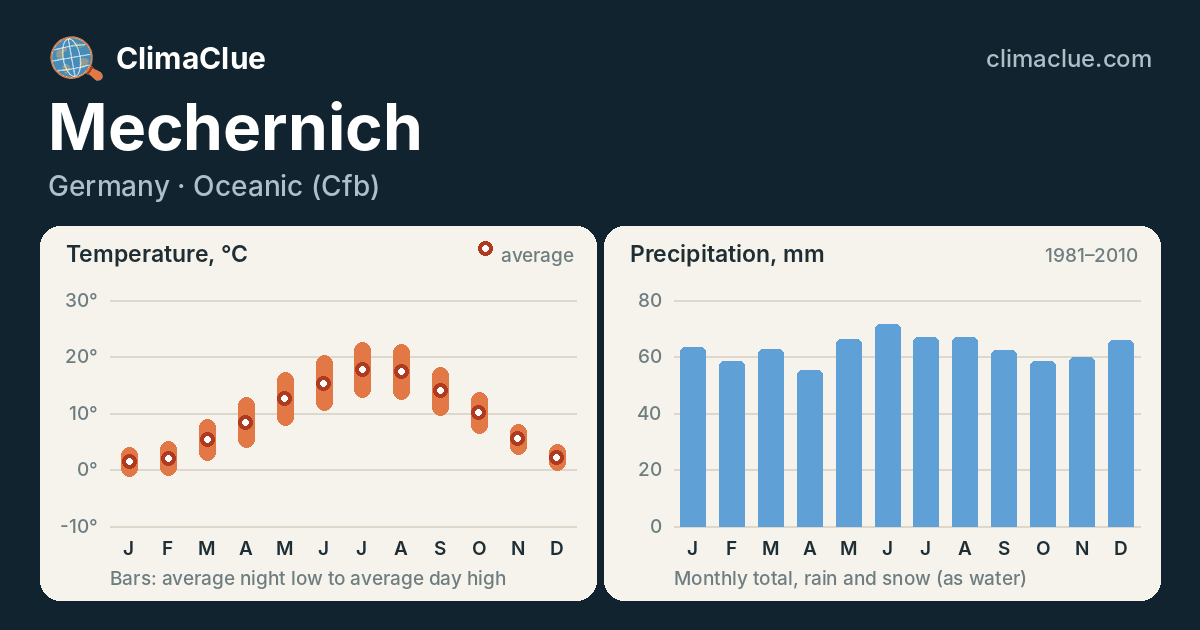 ClimaClue
climaclue.com
Mechernich
Germany · Oceanic (Cfb)
Temperature, °C
average
30°
20°
10°
0°
-10°
J F M A M J J A S O N D
Bars: average night low to average day high
Precipitation, mm
1981–2010
80
60
40
20
0
J F M A M J J A S O N D
Monthly total, rain and snow (as water)